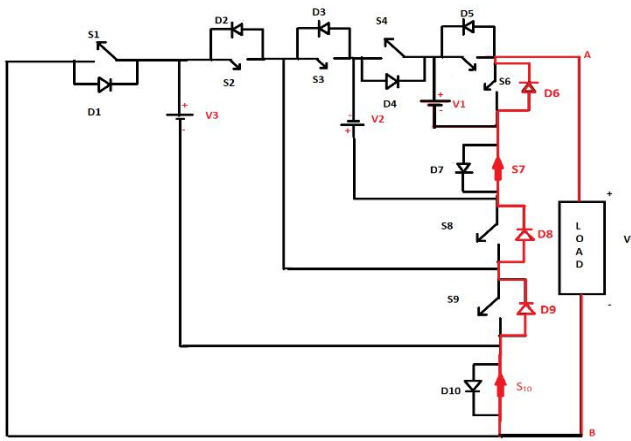 S1
D1
D2
S2
D3
S3
S4
D4
D5
A
S6
D6
+
V3
-
-
V2
+
+
V1
-
D7
S7
S8
D8
+
L
O
A
D
V
-
S9
D9
D10
S10
B